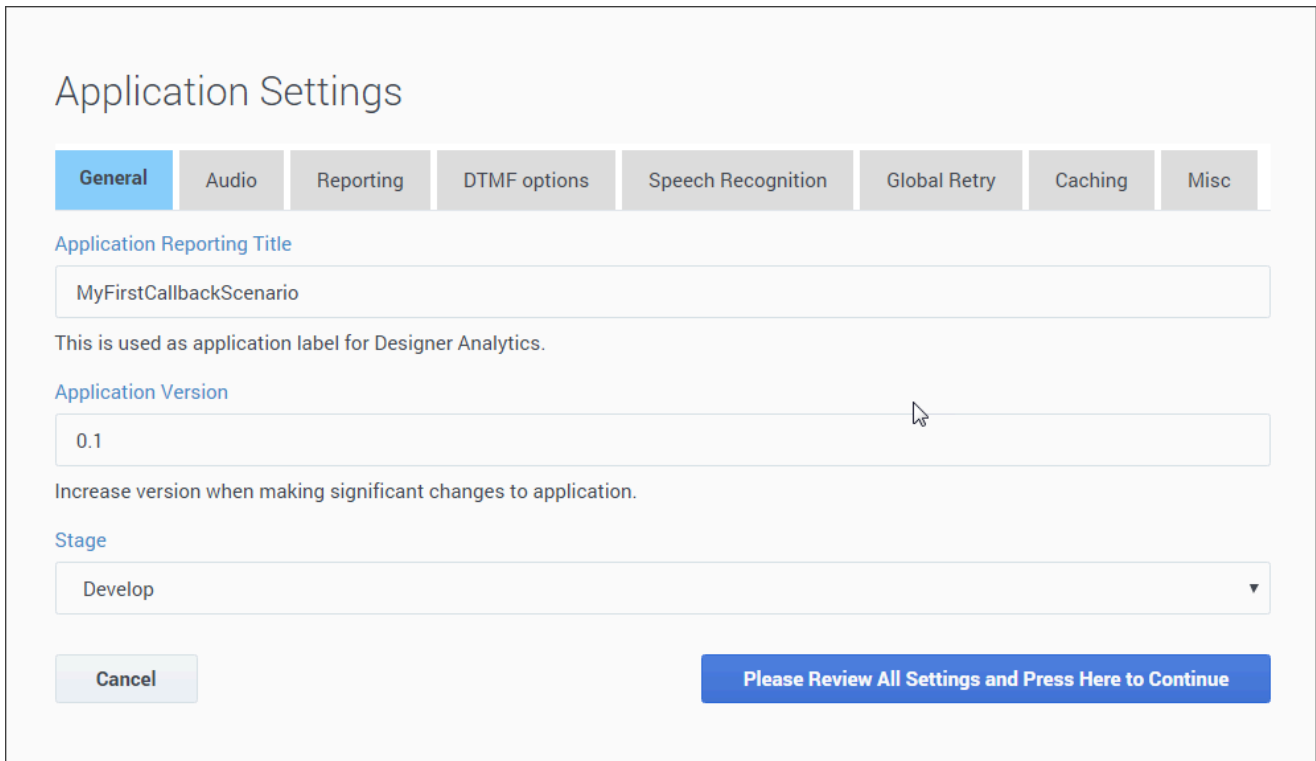 Application Settings
General Audio Reporting DTMF options Speech Recognition Global Retry Caching Misc
Application Reporting Title
MyFirstCallbackScenario
This is used as application label for Designer Analytics.
Application Version
0.1
Increase version when making significant changes to application.
Stage
Develop
Cancel Please Review All Settings and Press Here to Continue